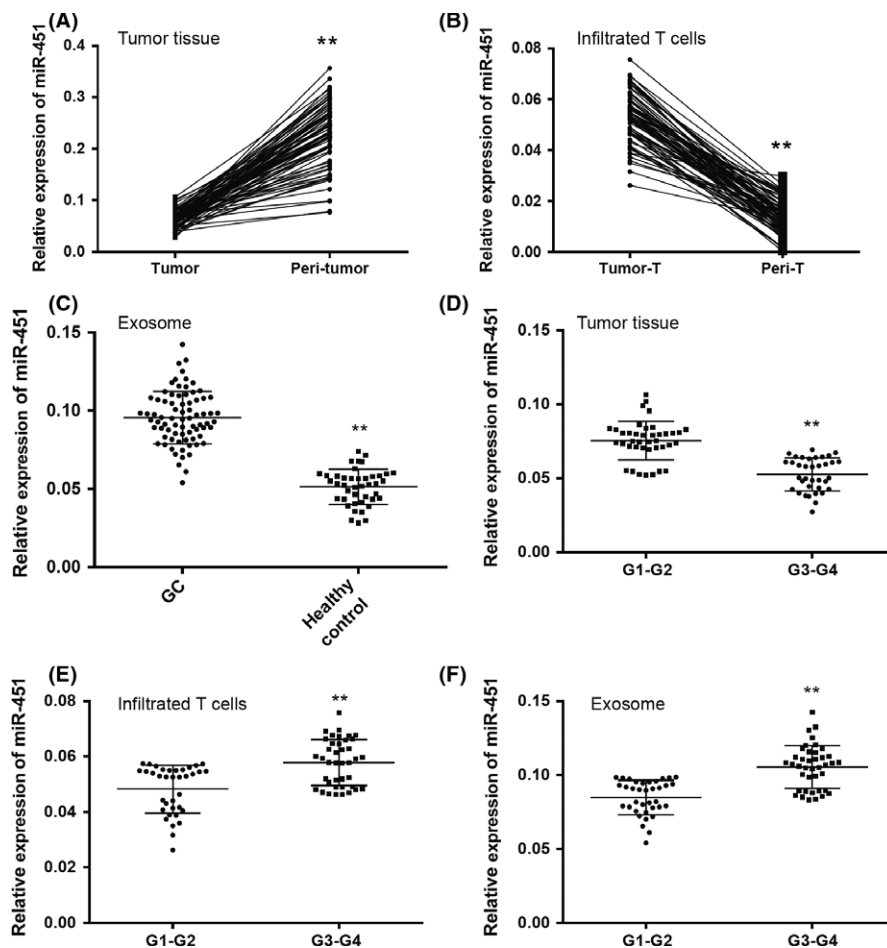 (A)
Tumor tissue
**
Relative expression of miR-451
0.4
0.3
0.2
0.1
0.0
Tumor
Peri-tumor
(B)
Infiltrated T cells
**
Relative expression of miR-451
0.08
0.06
0.04
0.02
0.00
Tumor-T
Peri-T
(C)
Exosome
**
Relative expression of miR-451
0.15
0.10
0.05
0.00
GC
Healthy
control
(D)
Tumor tissue
**
Relative expression of miR-451
0.15
0.10
0.05
0.00
G1-G2
G3-G4
(E)
Infiltrated T cells
**
Relative expression of miR-451
0.08
0.06
0.04
0.02
0.00
G1-G2
G3-G4
(F)
Exosome
**
Relative expression of miR-451
0.15
0.10
0.05
0.00
G1-G2
G3-G4